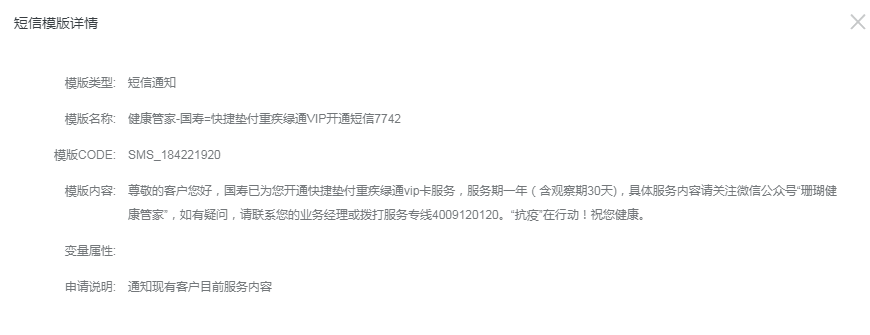 短信模版详情
模版类型: 短信通知
模版名称: 健康管家-国寿=快捷垫付重疾绿通VIP开通短信7742
模版CODE: SMS_184221920
模版内容: 尊敬的客户您好，国寿已为您开通快捷垫付重疾绿通vip卡服务，服务期一年（含观察期30天)，具体服务内容请关注微信公众号“珊瑚健
康管家”，如有疑问，请联系您的业务经理或拨打服务专线4009120120。“抗疫”在行动！祝您健康。
变量属性:
申请说明: 通知现有客户目前服务内容